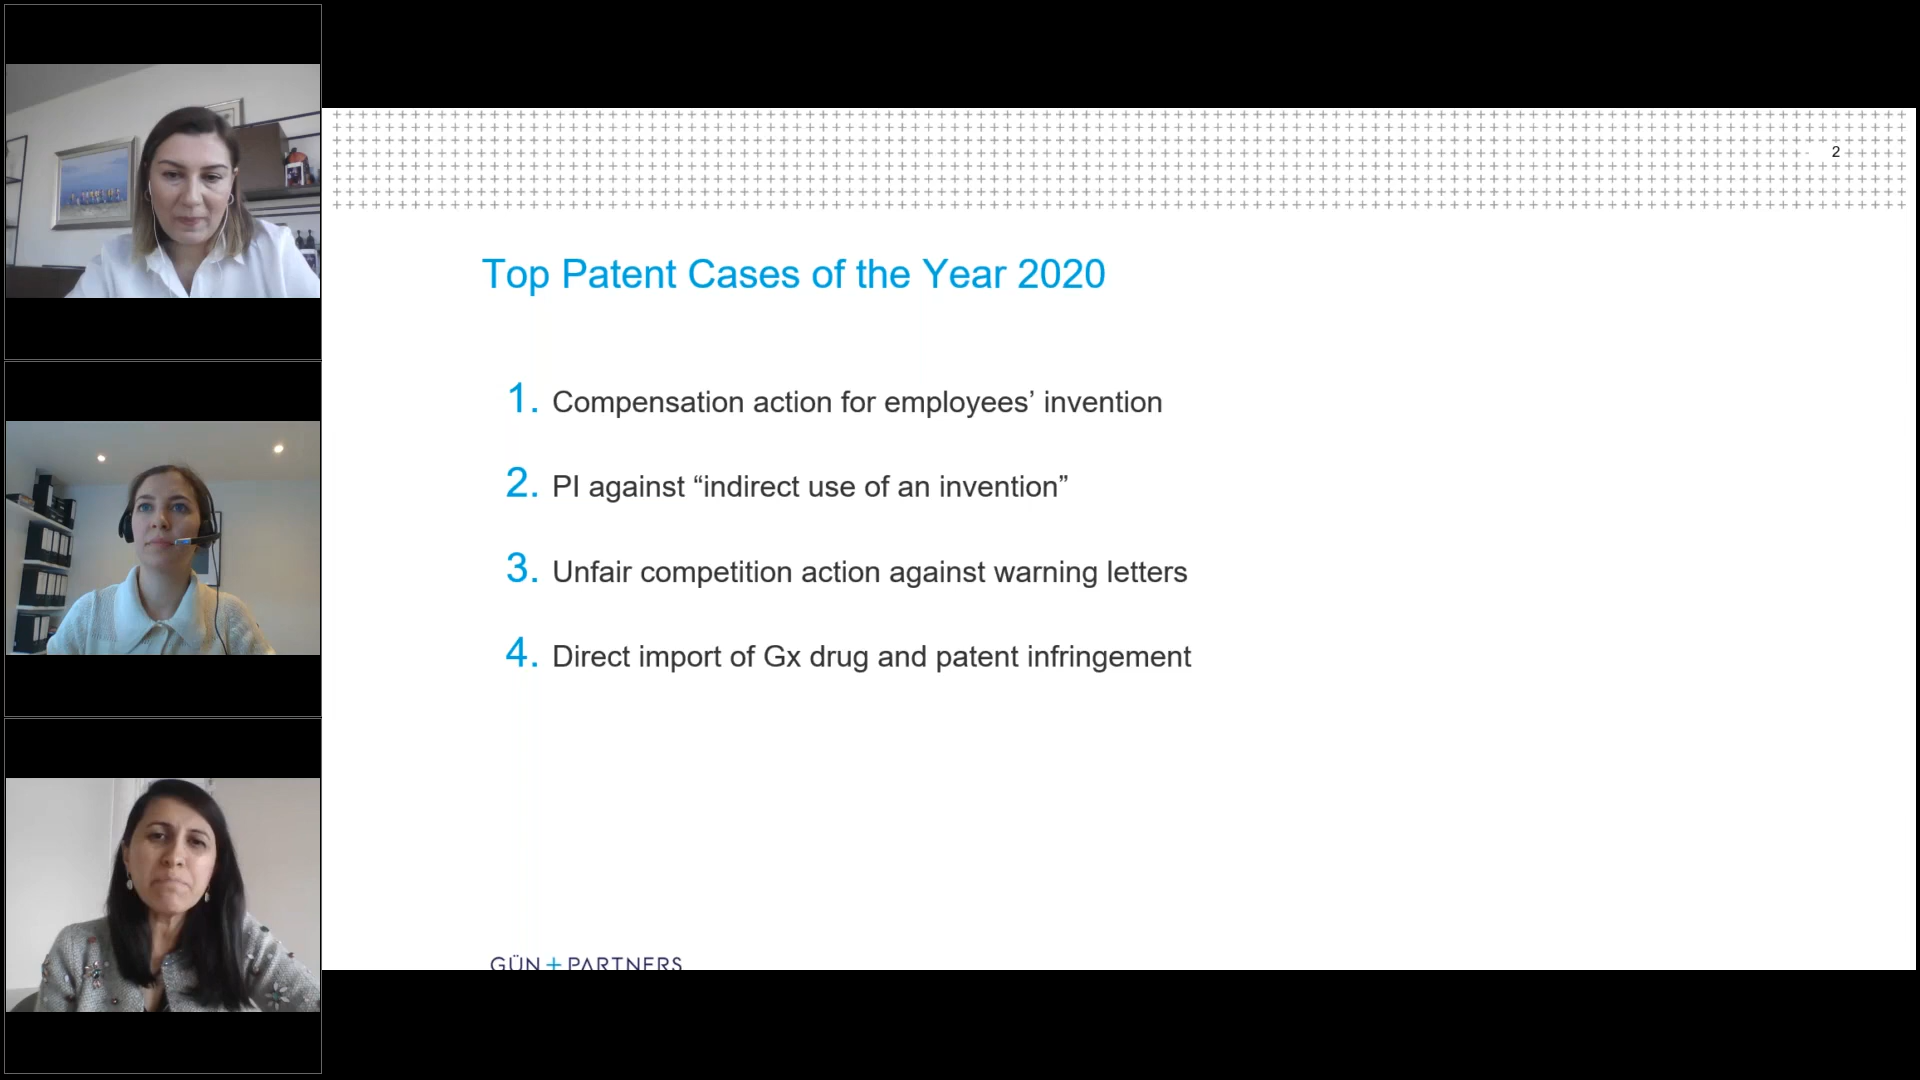 2
Top Patent Cases of the Year 2020
1. Compensation action for employees’ invention
2. PI against “indirect use of an invention”
3. Unfair competition action against warning letters
4. Direct import of Gx drug and patent infringement
GÜN + PARTNERS